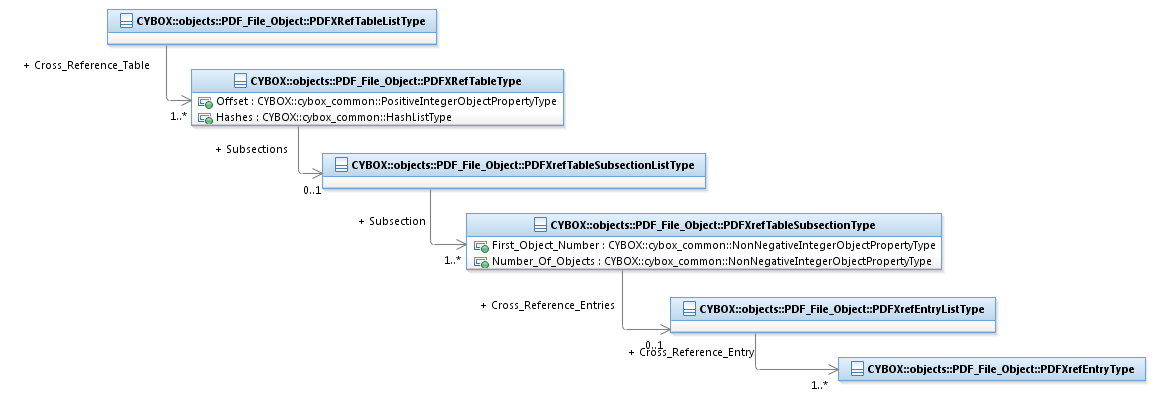 CYBOX::objects::PDF_File_Object::PDFXRefTableListType
+ Cross_Reference_Table
CYBOX::objects::PDF_File_Object::PDFXRefTableType
Offset : CYBOX::cybox_common::PositiveIntegerObjectPropertyType
1..*
Hashes : CYBOX::cybox_common::HashListType
+ Subsections
CYBOX::objects::PDF_File_Object::PDFXrefTableSubsectionListType
0..1
+ Subsection
CYBOX::objects::PDF_File_Object::PDFXrefTableSubsectionType
First_Object_Number : CYBOX::cybox_common::NonNegativeIntegerObjectPropertyType
1..*
Number_Of_Objects : CYBOX::cybox_common::NonNegativeIntegerObjectPropertyType
+ Cross_Reference_Entries
CYBOX::objects::PDF_File_Object::PDFXrefEntryListType
0..1
+ Cross_Reference_Entry
CYBOX::objects::PDF_File_Object::PDFXrefEntryType
1..*